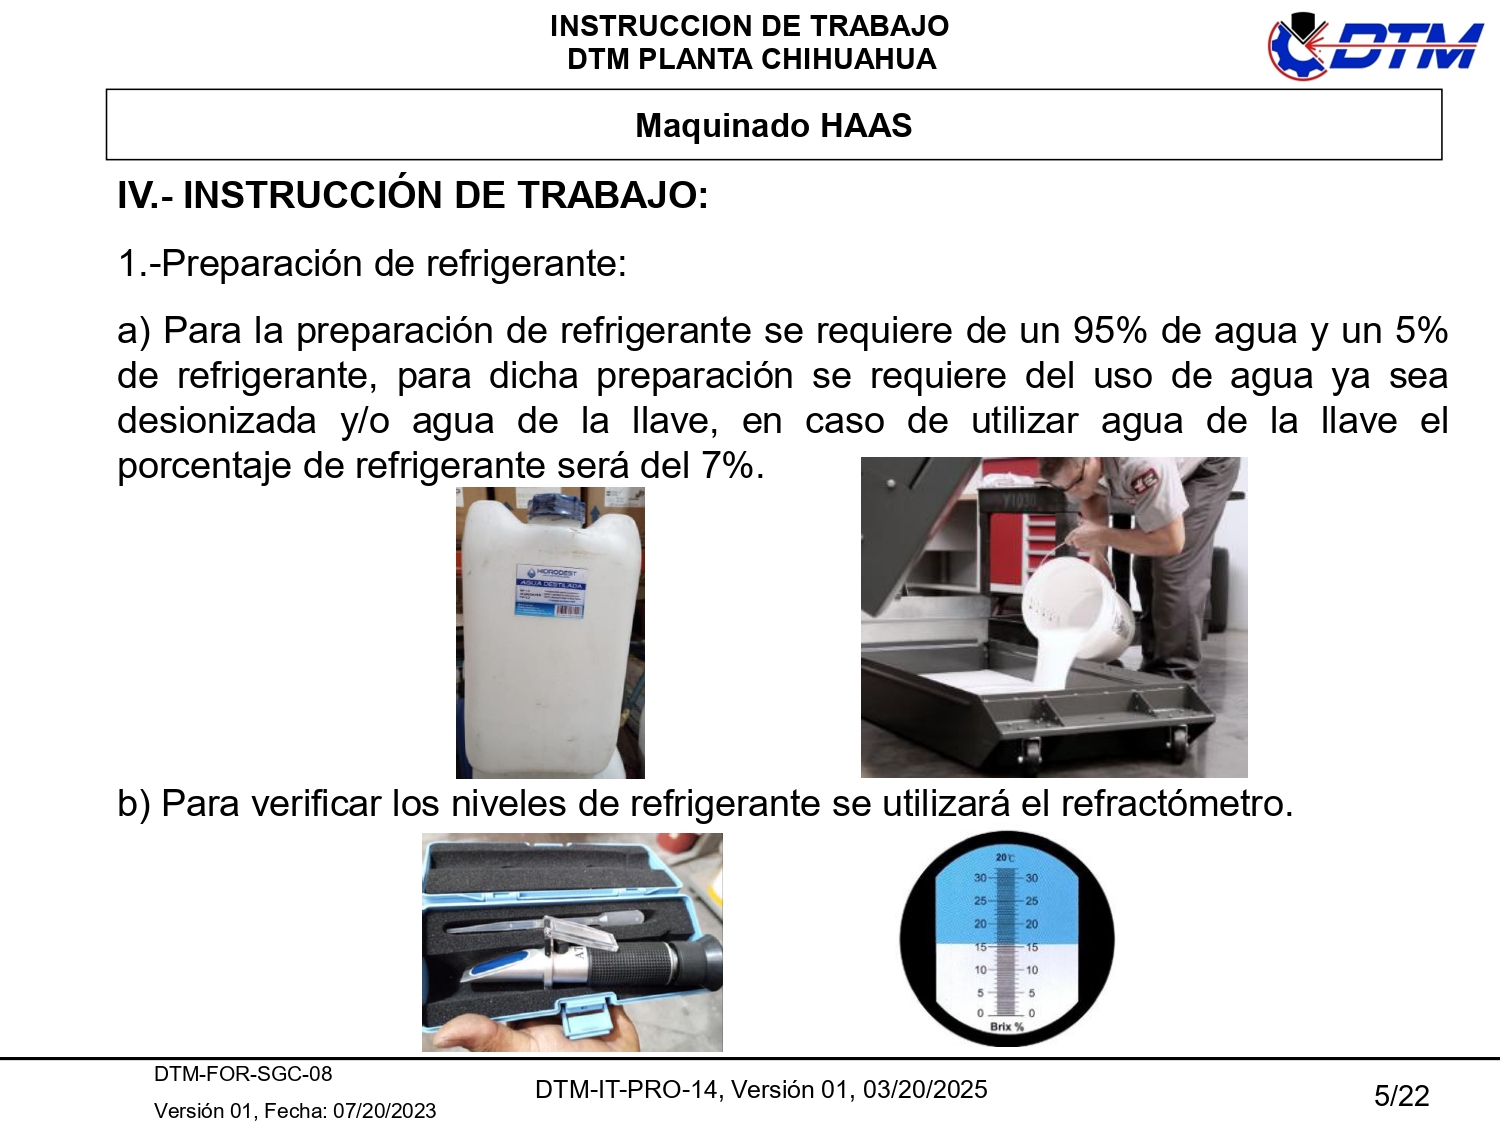 INSTRUCCION DE TRABAJO
DTM PLANTA CHIHUAHUA
DTM
Maquinado HAAS
IV.- INSTRUCCIÓN DE TRABAJO:
1.-Preparación de refrigerante:
a) Para la preparación de refrigerante se requiere de un 95% de agua y un 5%
de refrigerante, para dicha preparación se requiere del uso de agua ya sea
desionizada y/o agua de la llave, en caso de utilizar agua de la llave el
porcentaje de refrigerante será del 7%.
HIDRODEST
AGUA DESTILADA
b) Para verificar los niveles de refrigerante se utilizará el refractómetro.
20℃
30 30
25 25
20 20
15 15
10 10
5 5
0 0
Brix %
DTM-FOR-SGC-08
Versión 01, Fecha: 07/20/2023
DTM-IT-PRO-14, Versión 01, 03/20/2025
5/22